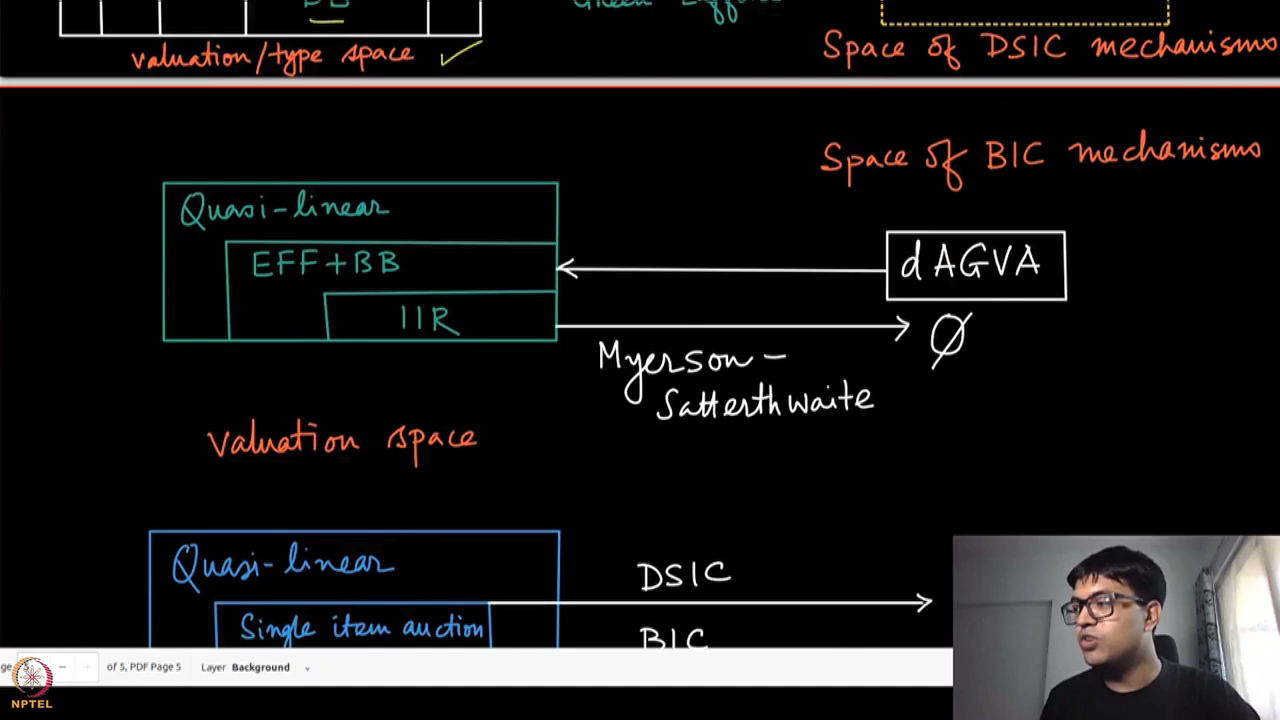 valuation/type space ✓
Space of DSIC mechanisms
Space of BIC mechanisms
Quasi-linear
EFF+BB
IIR
dAGVA
Ø
Myerson-
Satterthwaite
Valuation space
Quasi-linear
Single item auction
DSIC
BIC
of 5, PDF Page 5
Layer Background
NPTEL